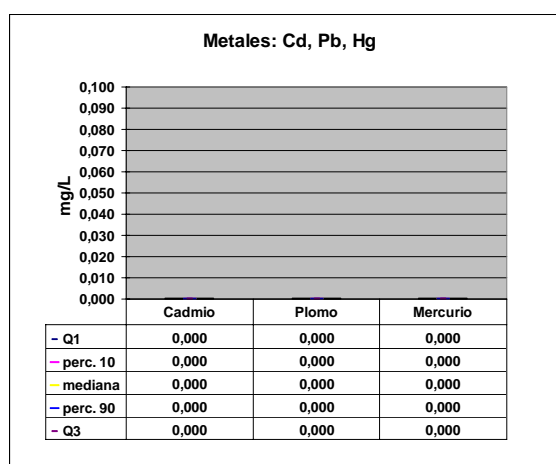 Metales: Cd, Pb, Hg
mg/L
0,100
0,090
0,080
0,070
0,060
0,050
0,040
0,030
0,020
0,010
0,000
Cadmio Plomo Mercurio
Q1 0,000 0,000 0,000
perc. 10 0,000 0,000 0,000
mediana 0,000 0,000 0,000
perc. 90 0,000 0,000 0,000
Q3 0,000 0,000 0,000